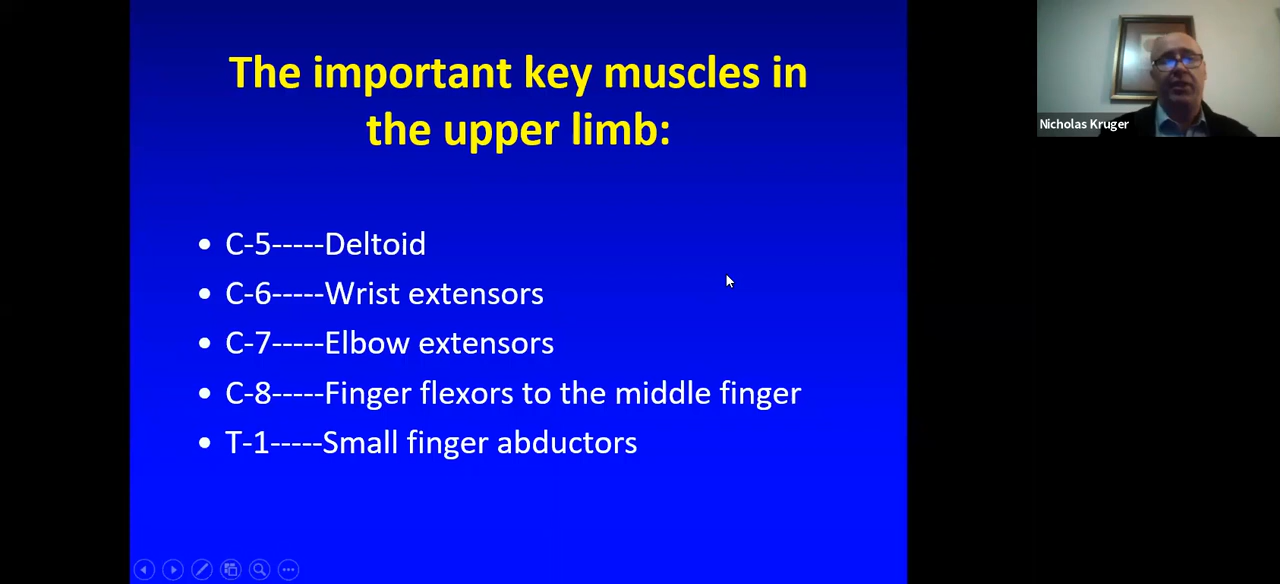 The important key muscles in
the upper limb:
• C-5-----Deltoid
• C-6-----Wrist extensors
• C-7-----Elbow extensors
• C-8-----Finger flexors to the middle finger
• T-1-----Small finger abductors
Nicholas Kruger